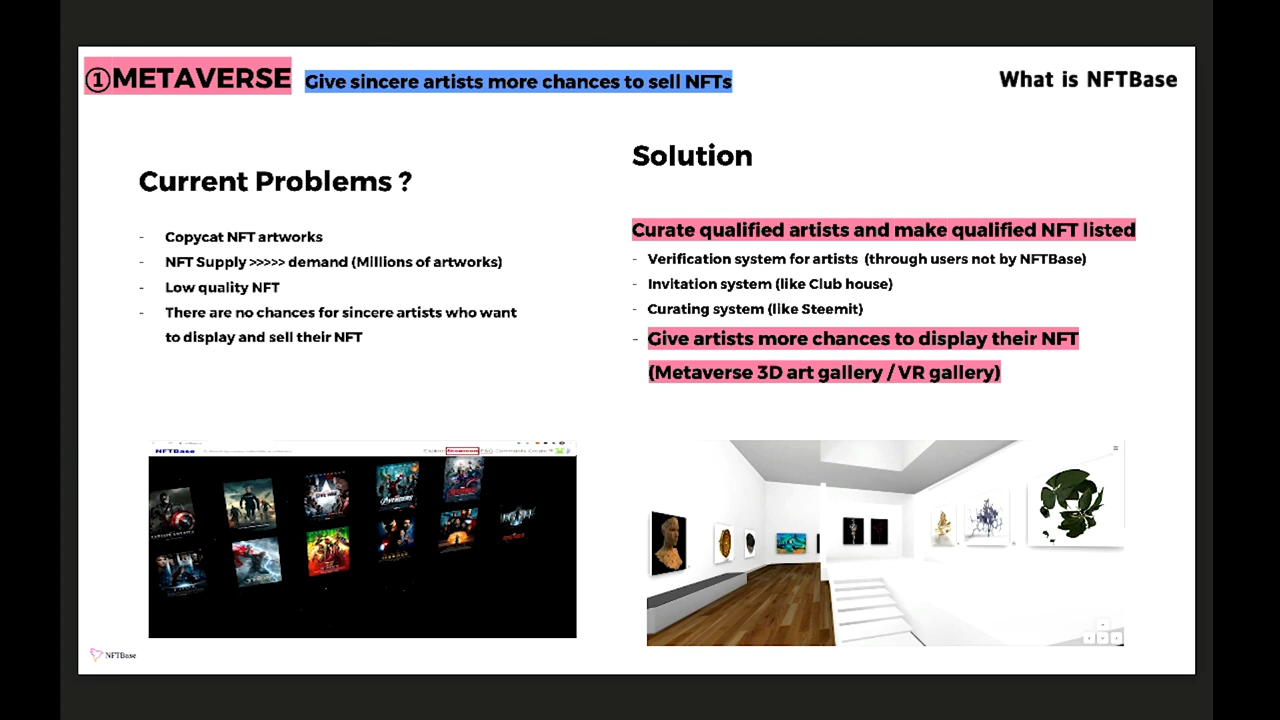 ①METAVERSE Give sincere artists more chances to sell NFTs
What is NFTBase
Current Problems ?
- Copycat NFT artworks
- NFT Supply >>>>> demand (Millions of artworks)
- Low quality NFT
- There are no chances for sincere artists who want
to display and sell their NFT
Solution
Curate qualified artists and make qualified NFT listed
- Verification system for artists (through users not by NFTBase)
- Invitation system (like Club house)
- Curating system (like Steemit)
- Give artists more chances to display their NFT
(Metaverse 3D art gallery / VR gallery)
NFTBase
AVENGERS
NFTBase